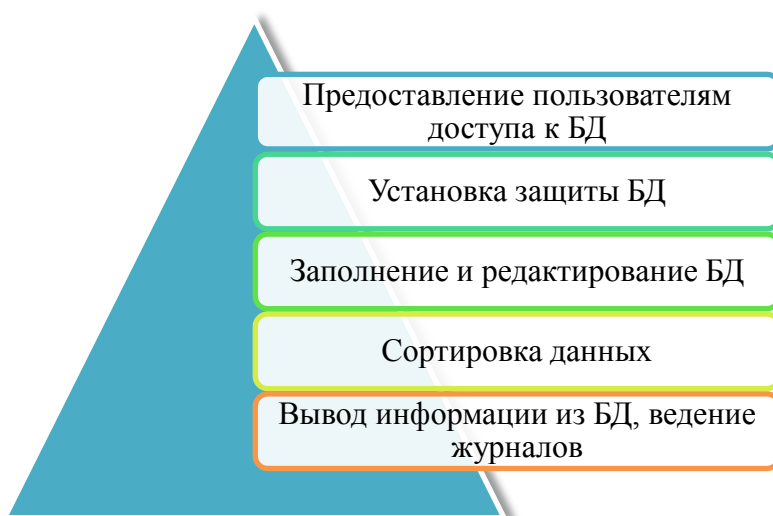 Предоставление пользователям
доступа к БД
Установка защиты БД
Заполнение и редактирование БД
Сортировка данных
Вывод информации из БД, ведение
журналов